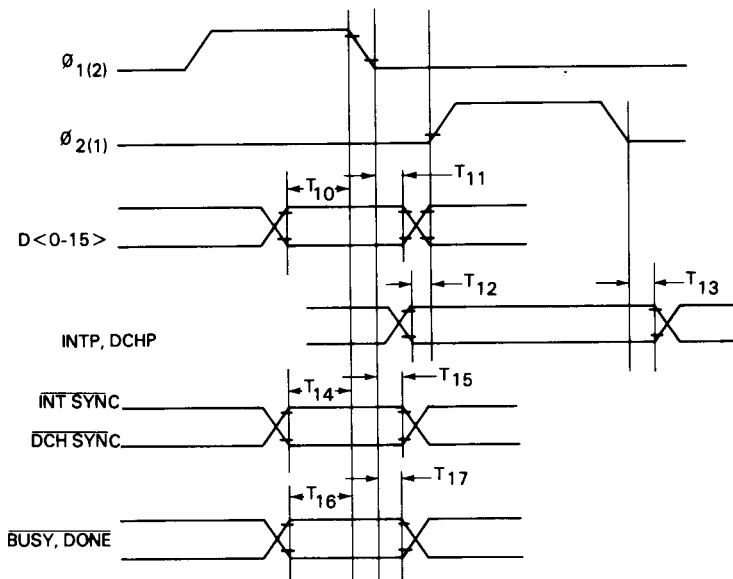 Ø1(2)
Ø2(1)
T10
T11
D<0-15>
T12
T13
INTP, DCHP
INT SYNC
T14
T15
DCH SYNC
T16
T17
BUSY, DONE